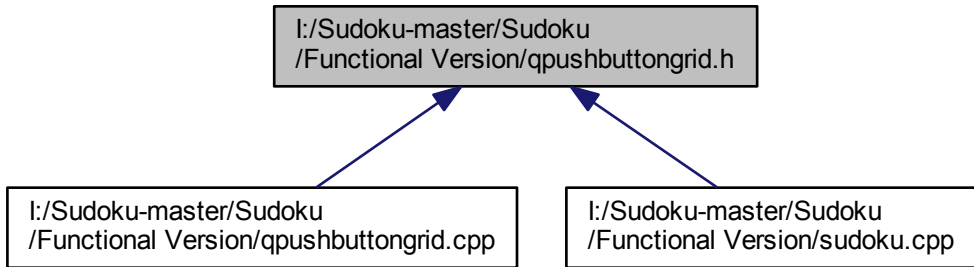 I:/Sudoku-master/Sudoku
/Functional Version/qpushbuttongrid.h
I:/Sudoku-master/Sudoku
/Functional Version/qpushbuttongrid.cpp
I:/Sudoku-master/Sudoku
/Functional Version/sudoku.cpp